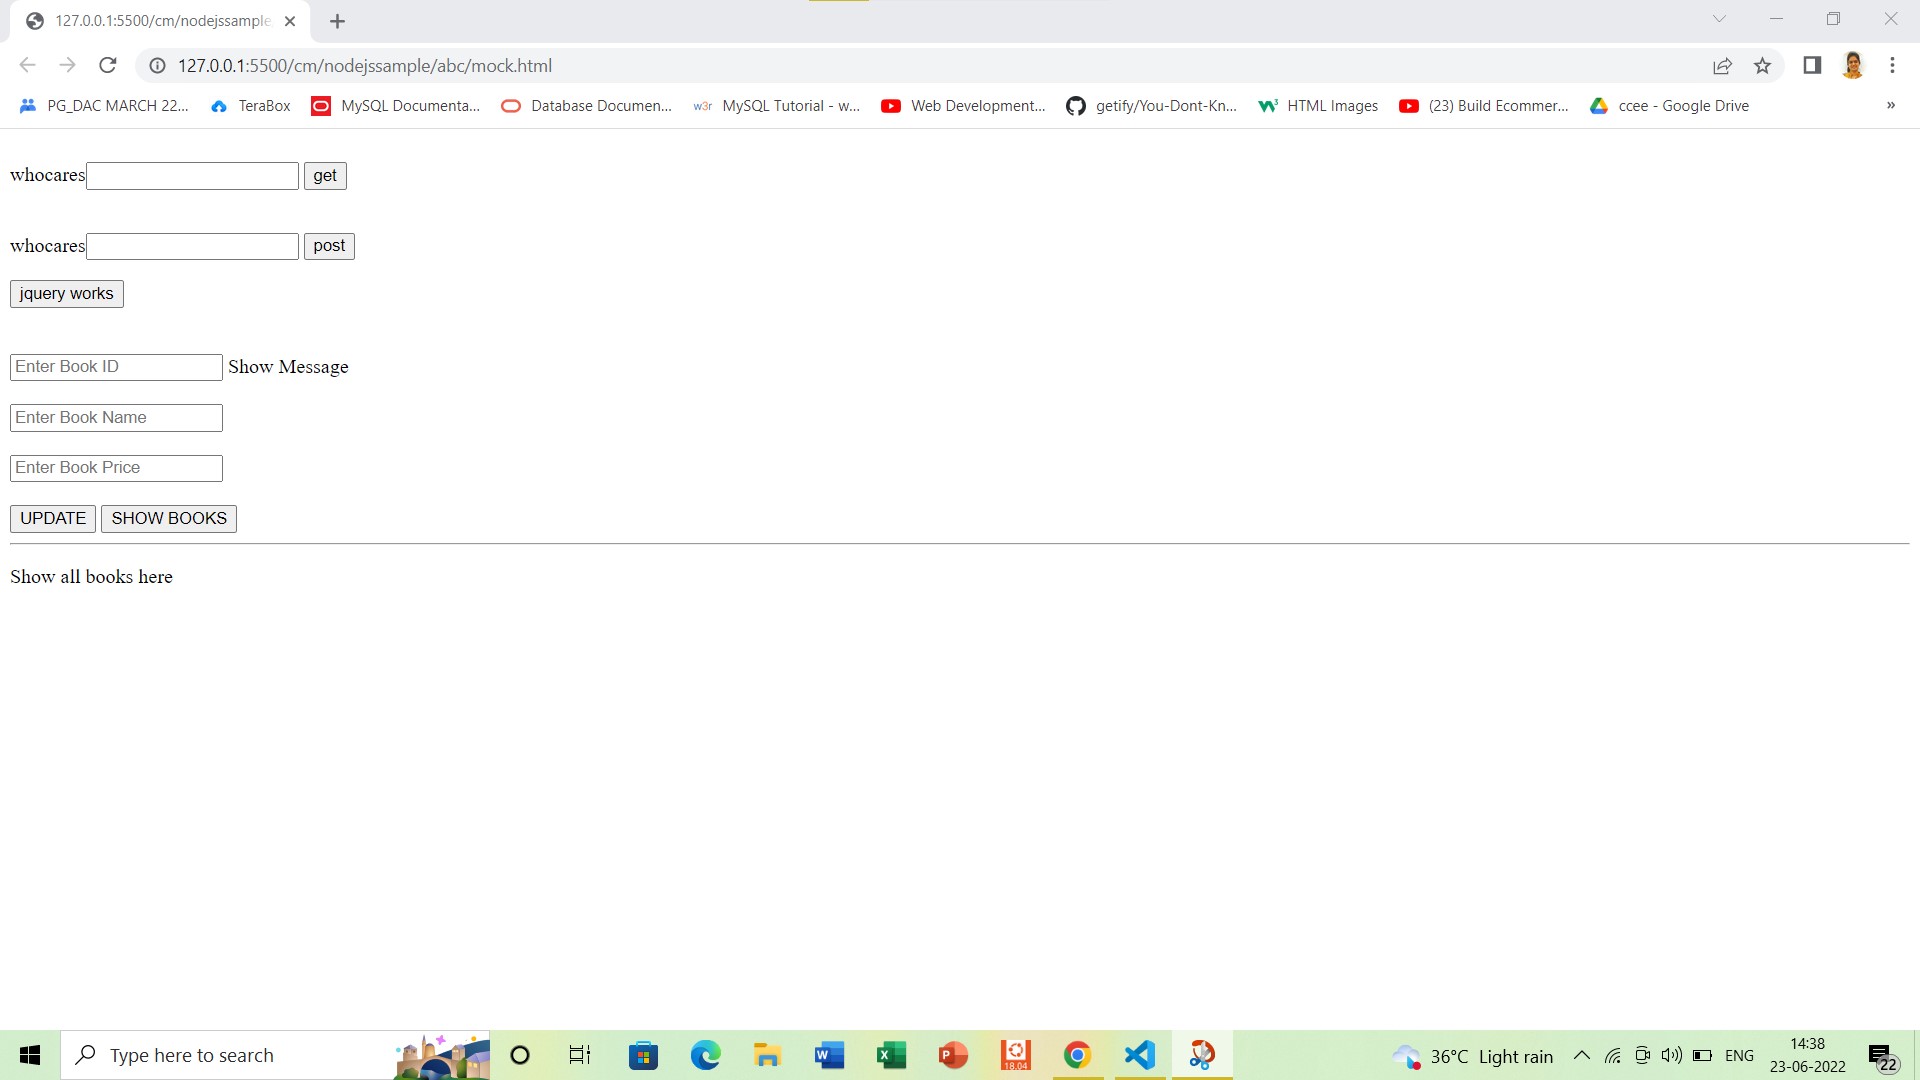 127.0.0.1:5500/cm/nodejssample
127.0.0.1:5500/cm/nodejssample/abc/mock.html
PG_DAC MARCH 22... TeraBox MySQL Documenta... Database Documen... w3r MySQL Tutorial - w... Web Development... getify/You-Dont-Kn... HTML Images (23) Build Ecommer... ccee - Google Drive »
whocares get
whocares post
jquery works
Enter Book ID Show Message
Enter Book Name
Enter Book Price
UPDATE SHOW BOOKS
Show all books here
Type here to search 18.04 36°C Light rain ENG 14:38
23-06-2022 22